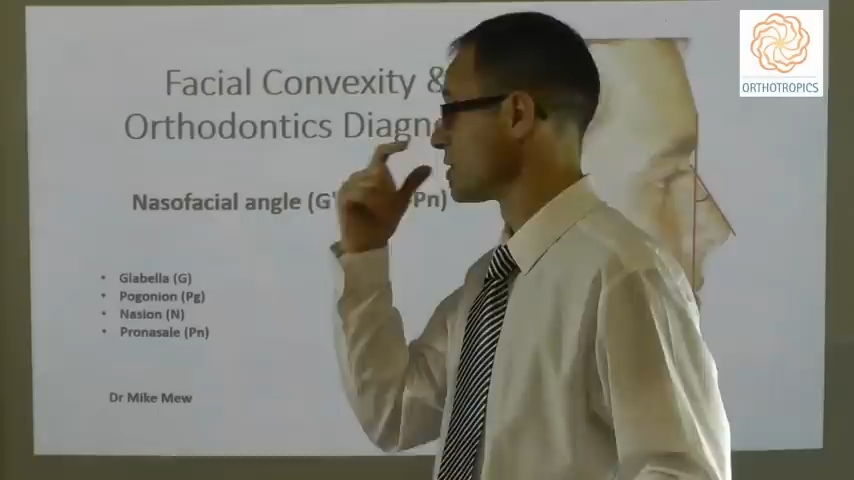 Facial Convexity &
Orthodontics Diagn
Nasofacial angle (G' Pn)
• Glabella (G)
• Pogonion (Pg)
• Nasion (N)
• Pronasale (Pn)
Dr Mike Mew
ORTHOTROPICS